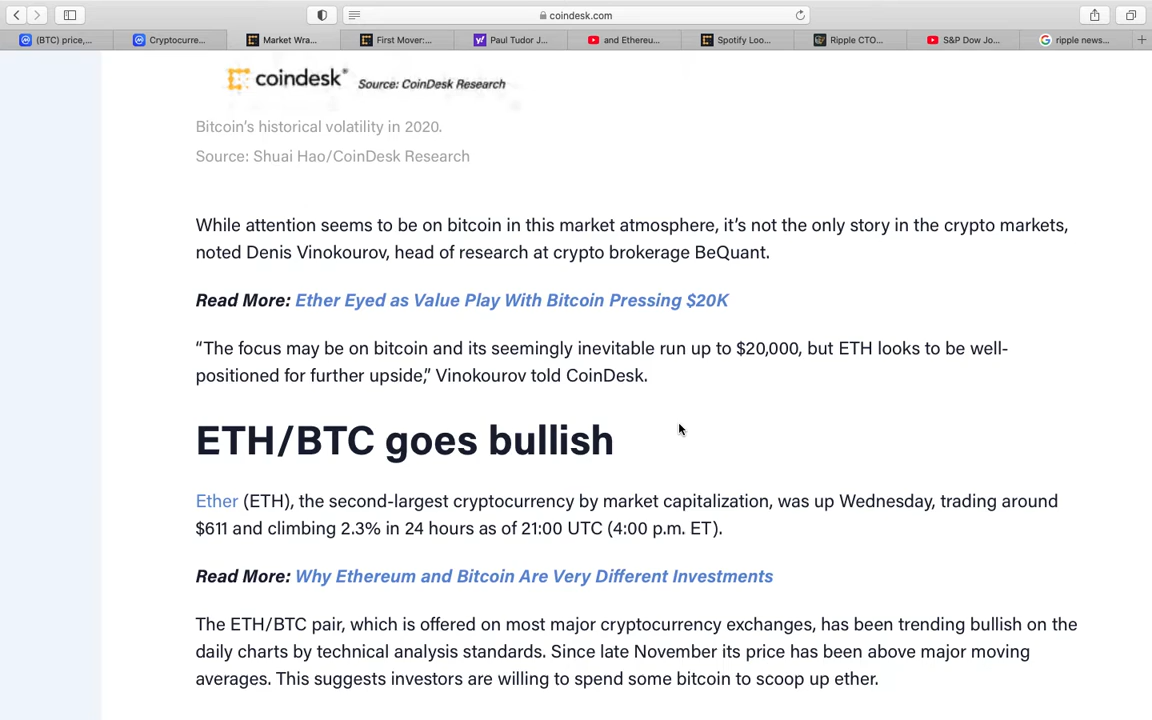 coindesk.com
(BTC) price,...
Cryptocurre...
Market Wra...
First Mover:...
Paul Tudor J...
and Ethereu...
Spotify Loo...
Ripple CTO...
S&P Dow Jo...
ripple news...
coindesk® Source: CoinDesk Research
Bitcoin’s historical volatility in 2020.
Source: Shuai Hao/CoinDesk Research
While attention seems to be on bitcoin in this market atmosphere, it’s not the only story in the crypto markets,
noted Denis Vinokourov, head of research at crypto brokerage BeQuant.
Read More: Ether Eyed as Value Play With Bitcoin Pressing $20K
“The focus may be on bitcoin and its seemingly inevitable run up to $20,000, but ETH looks to be well-
positioned for further upside,” Vinokourov told CoinDesk.
ETH/BTC goes bullish
Ether (ETH), the second-largest cryptocurrency by market capitalization, was up Wednesday, trading around
$611 and climbing 2.3% in 24 hours as of 21:00 UTC (4:00 p.m. ET).
Read More: Why Ethereum and Bitcoin Are Very Different Investments
The ETH/BTC pair, which is offered on most major cryptocurrency exchanges, has been trending bullish on the
daily charts by technical analysis standards. Since late November its price has been above major moving
averages. This suggests investors are willing to spend some bitcoin to scoop up ether.